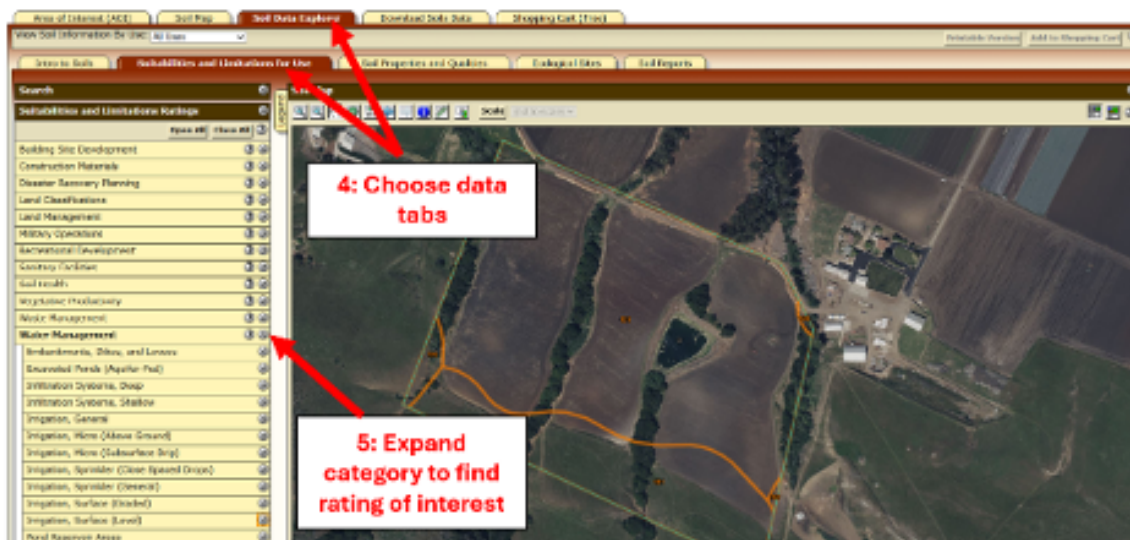 Area of Interest (AOI)
Soil Map
Soil Data Explorer
Download Soils Data
Shopping Cart (Free)
View Soil Information By Use: All Uses
Printable Version
Add to Shopping Cart
Intro to Soils
Suitabilities and Limitations for Use
Soil Properties and Qualities
Ecological Sites
Soil Reports
Search
Suitabilities and Limitations Ratings
Open All
Close All
Legend
Scale
Building Site Development
Construction Materials
Disaster Recovery Planning
Land Classifications
Land Management
Military Operations
Recreational Development
Sanitary Facilities
Soil Health
Vegetative Productivity
Waste Management
Water Management
Embankments, Dikes, and Levees
Excavated Ponds (Aquifer-Fed)
Infiltration Systems, Deep
Infiltration Systems, Shallow
Irrigation, General
Irrigation, Micro (Above Ground)
Irrigation, Micro (Subsurface Drip)
Irrigation, Sprinkler (Close Spaced Drops)
Irrigation, Sprinkler (General)
Irrigation, Surface (Graded)
Irrigation, Surface (Level)
Pond Reservoir Areas
4: Choose data
tabs
5: Expand
category to find
rating of interest